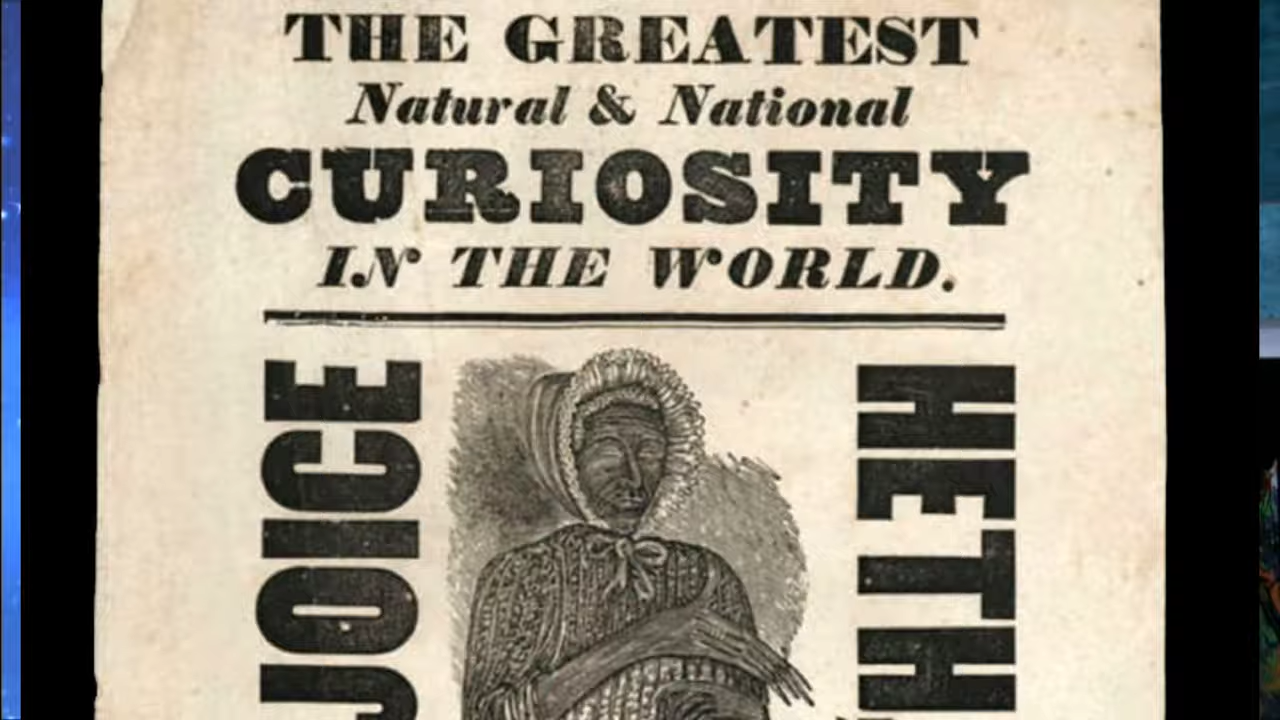 THE GREATEST
Natural & National
CURIOSITY
IN THE WORLD.
JOICE
HETH